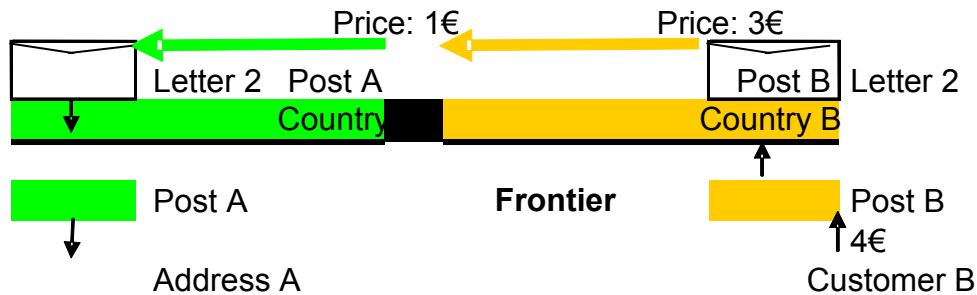 Price: 1€ Price: 3€
Letter 2 Post A Post B Letter 2
Country Country B
Post A Frontier Post B
4€
Address A Customer B